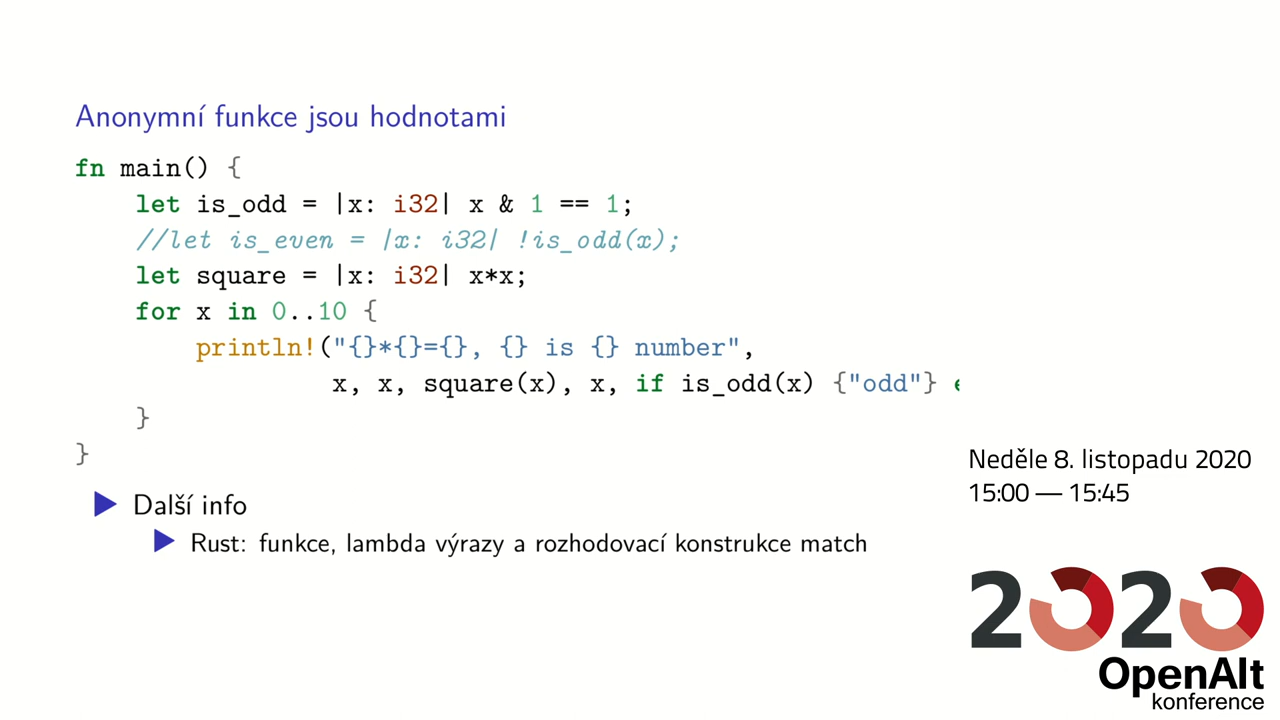 Anonymní funkce jsou hodnotami
fn main() {
    let is_odd = |x: i32| x & 1 == 1;
    //let is_even = |x: i32| !is_odd(x);
    let square = |x: i32| x*x;
    for x in 0..10 {
        println!("{}*{}={}, {} is {} number",
                 x, x, square(x), x, if is_odd(x) {"odd"}
    }
}
Další info
Rust: funkce, lambda výrazy a rozhodovací konstrukce match
Neděle 8. listopadu 2020
15:00 — 15:45
2020
OpenAlt
konference